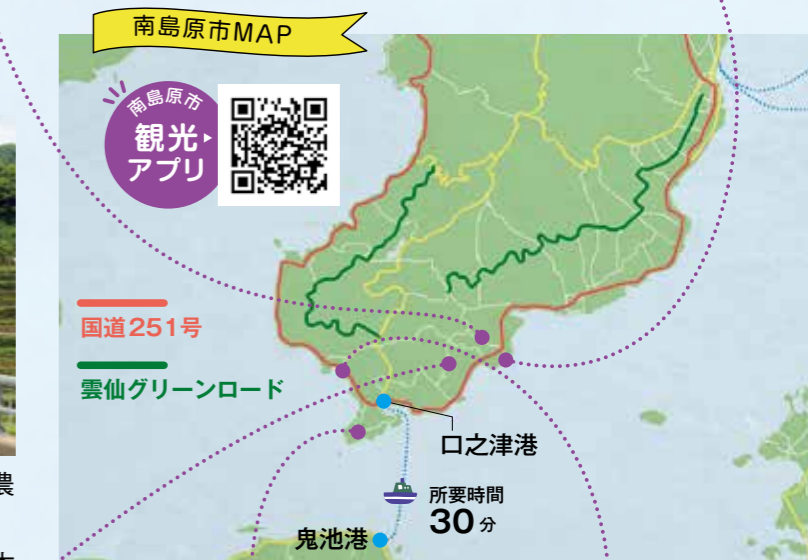 南島原市MAP
南島原市
観光
アプリ
国道251号
雲仙グリーンロード
口之津港
所要時間
30分
鬼池港
農